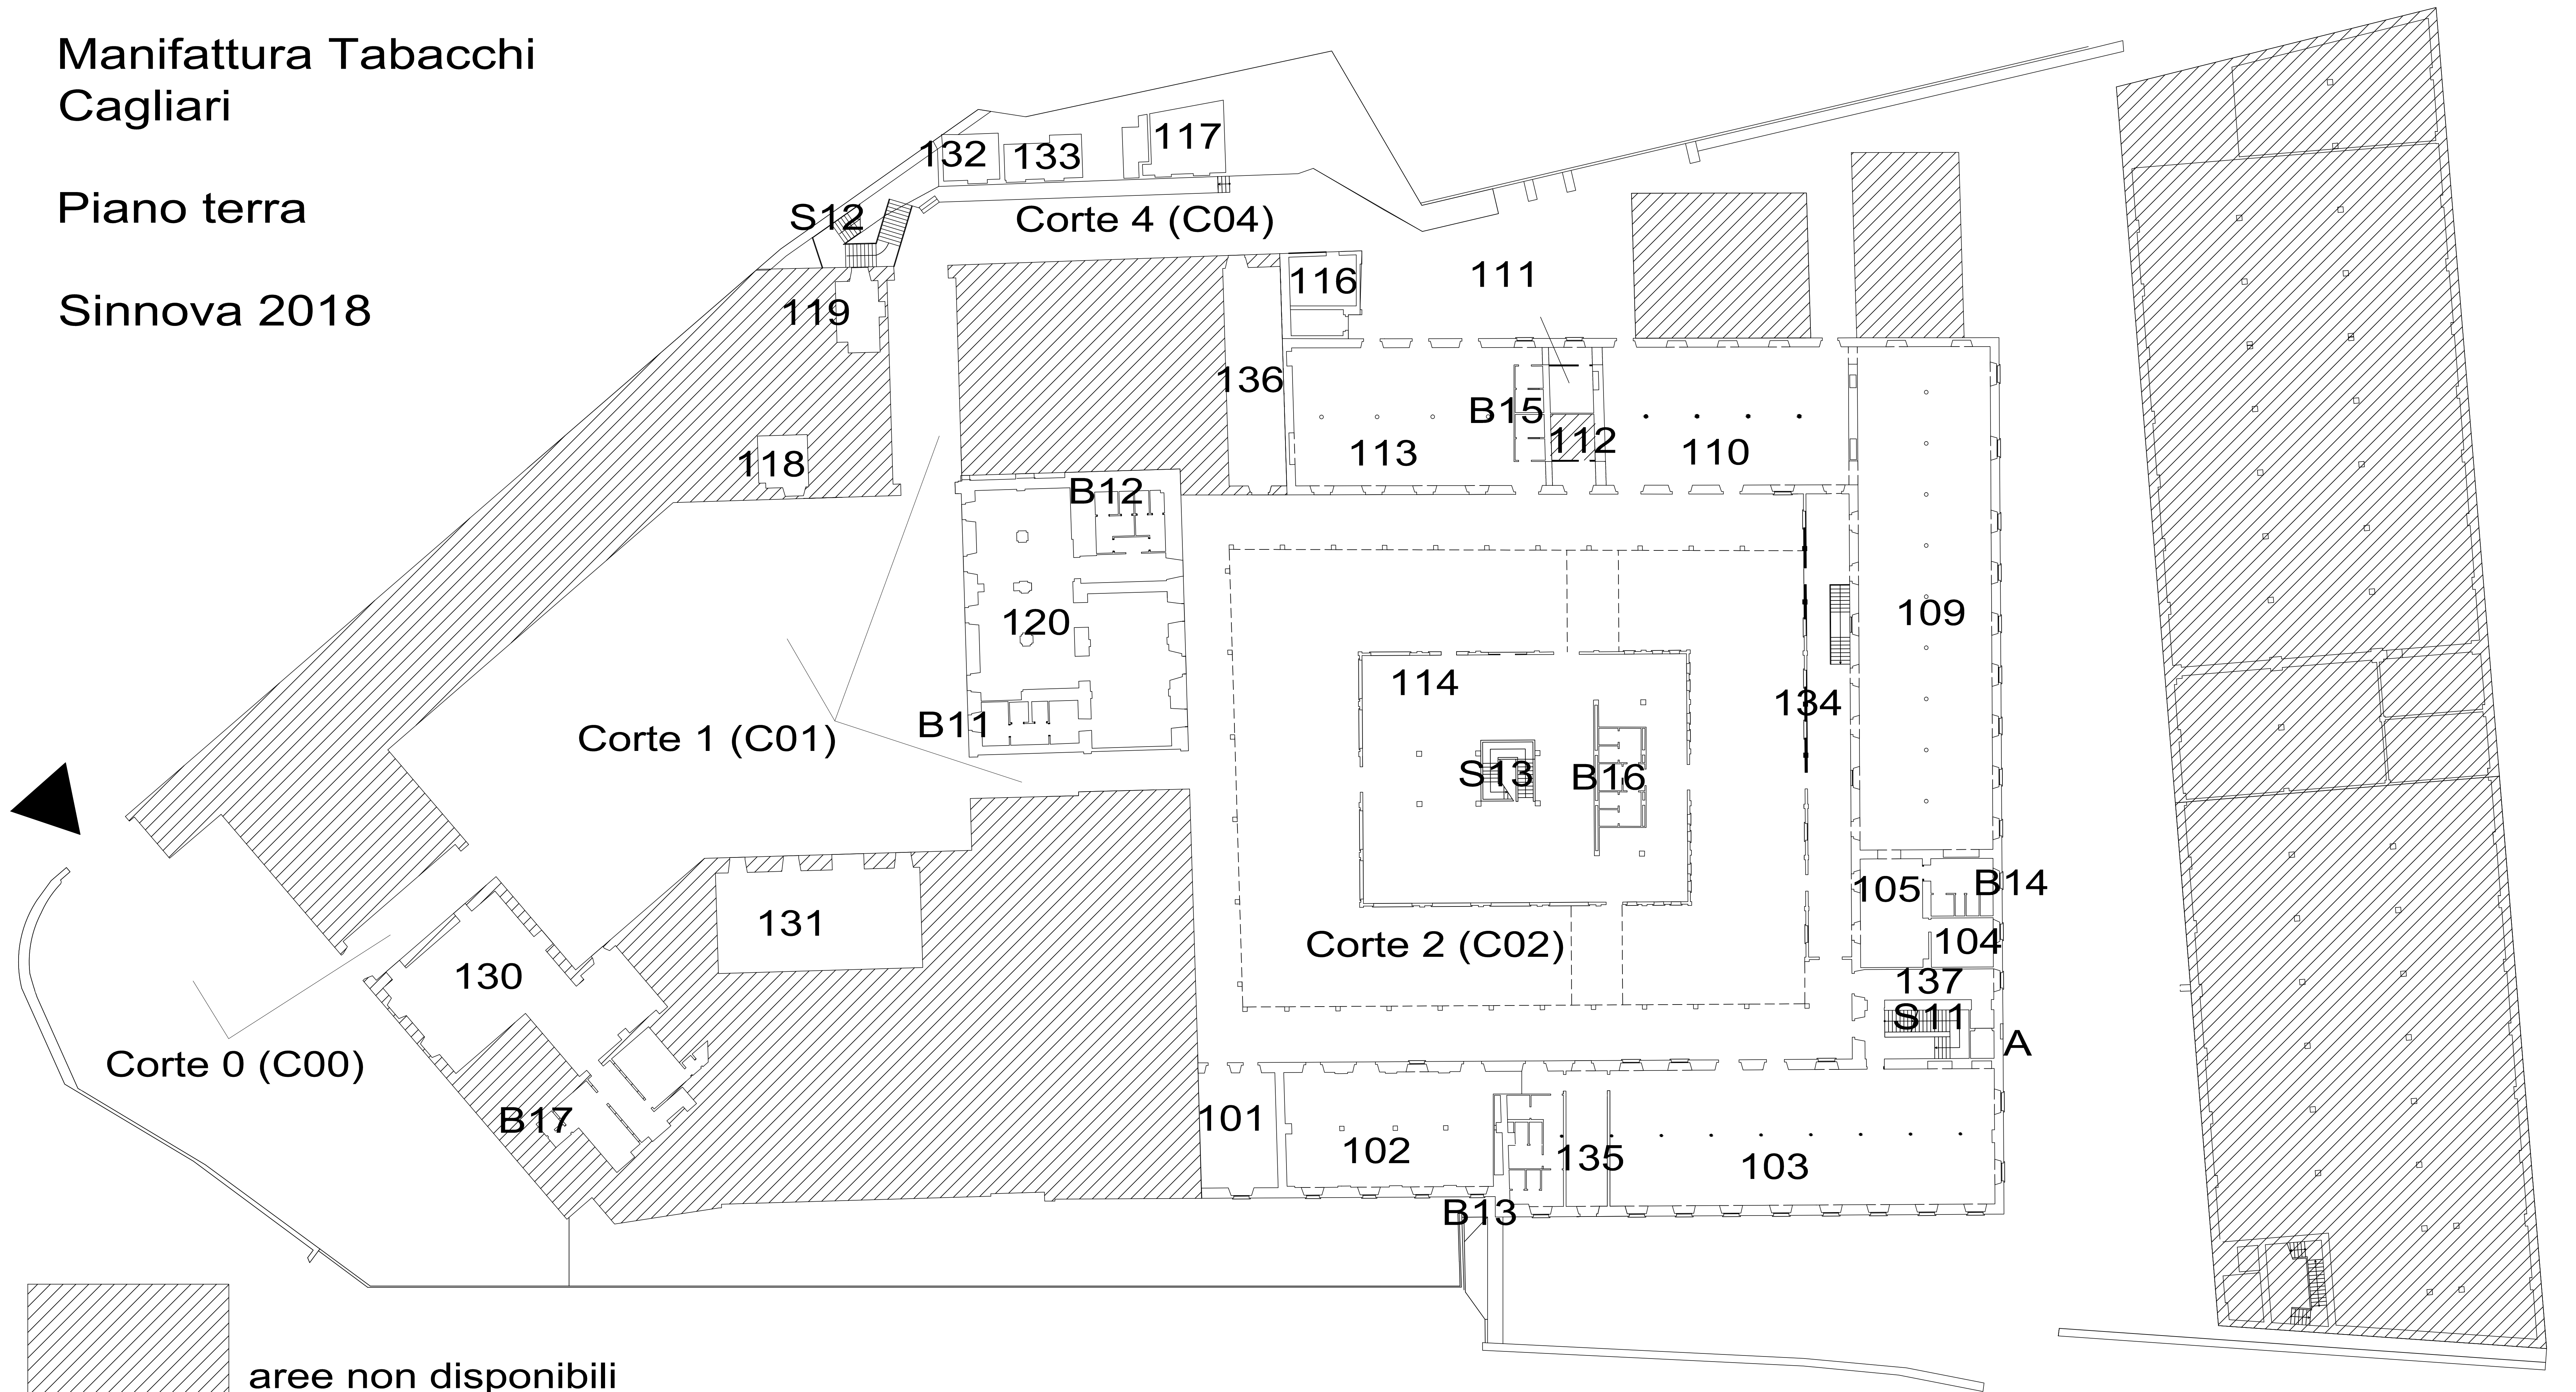 Manifattura Tabacchi
Cagliari
Piano terra
Sinnova 2018
132
133
117
S12
Corte 4 (C04)
119
116
111
136
118
B12
113
B15
112
110
120
109
B11
Corte 1 (C01)
114
134
S13
B16
131
130
Corte 2 (C02)
105
B14
104
137
S11
A
Corte 0 (C00)
B17
101
102
135
103
B13
aree non disponibili